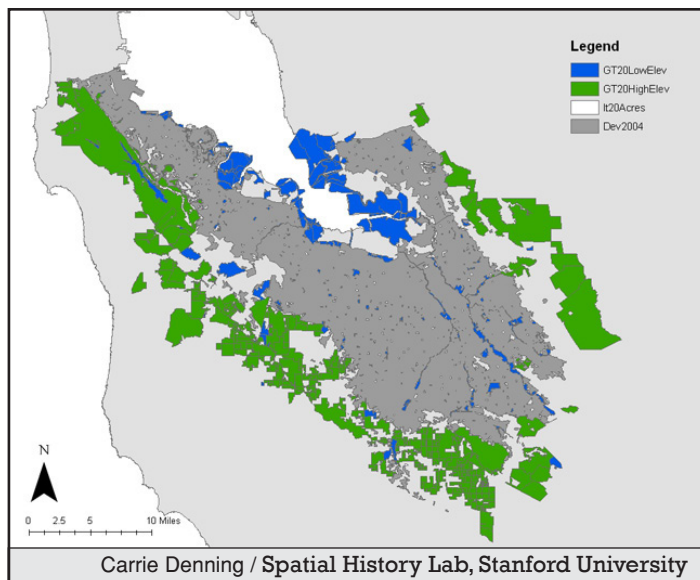 Legend
GT20LowElev
GT20HighElev
lt20Acres
Dev2004
N
0 2.5 5 10 Miles
Carrie Denning / Spatial History Lab, Stanford University